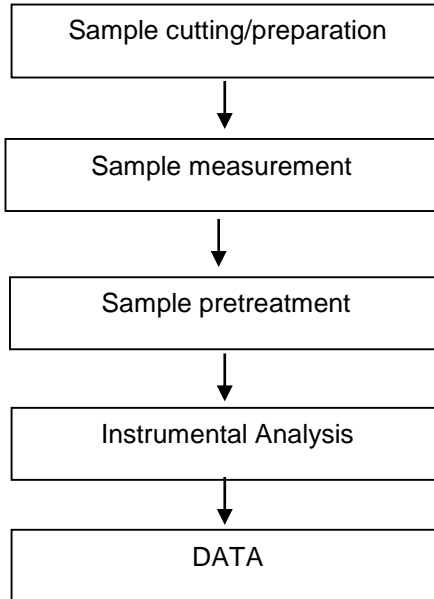 Sample cutting/preparation
Sample measurement
Sample pretreatment
Instrumental Analysis
DATA